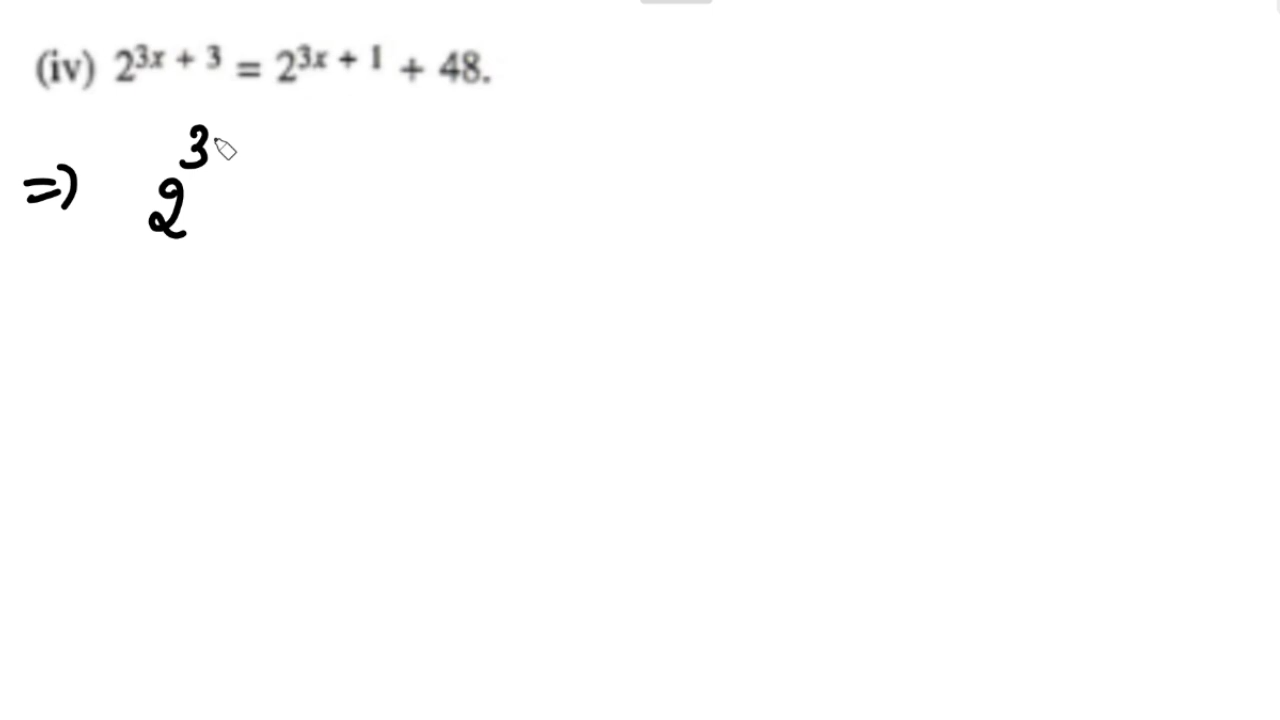 (iv) 2^{3x + 3} = 2^{3x + 1} + 48.
=) 2^3